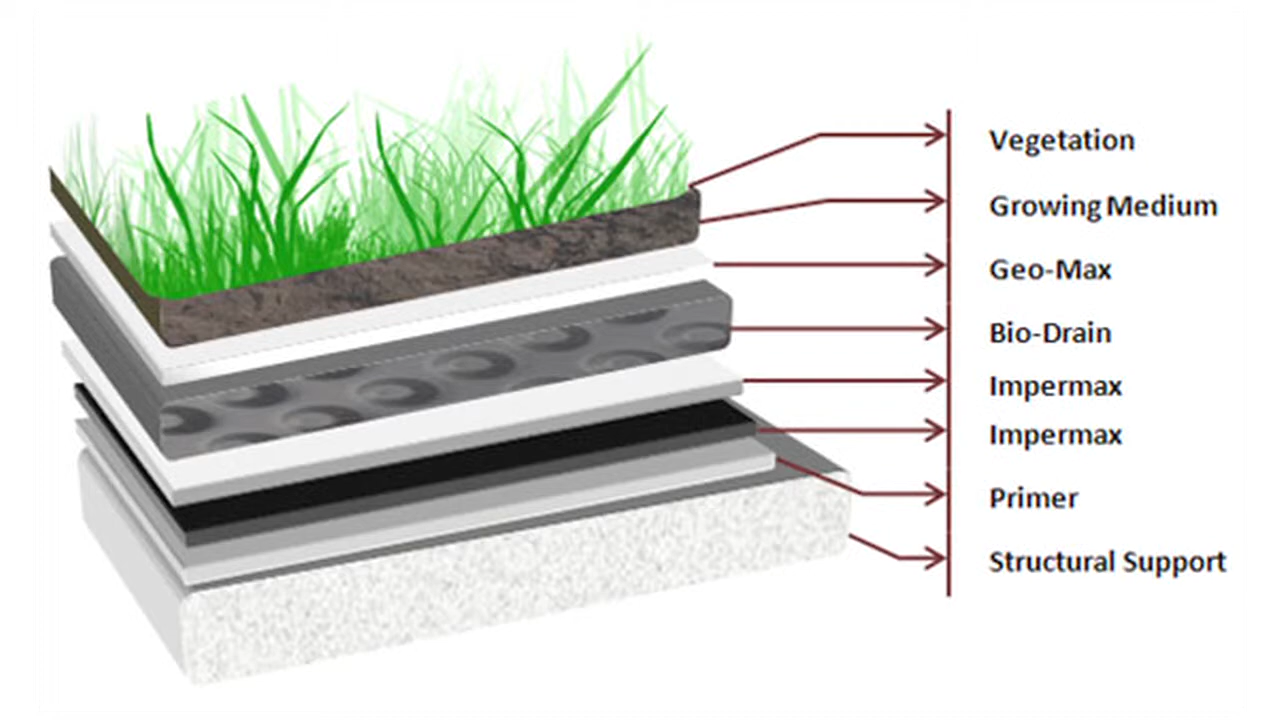 Vegetation
Growing Medium
Geo-Max
Bio-Drain
Impermax
Impermax
Primer
Structural Support